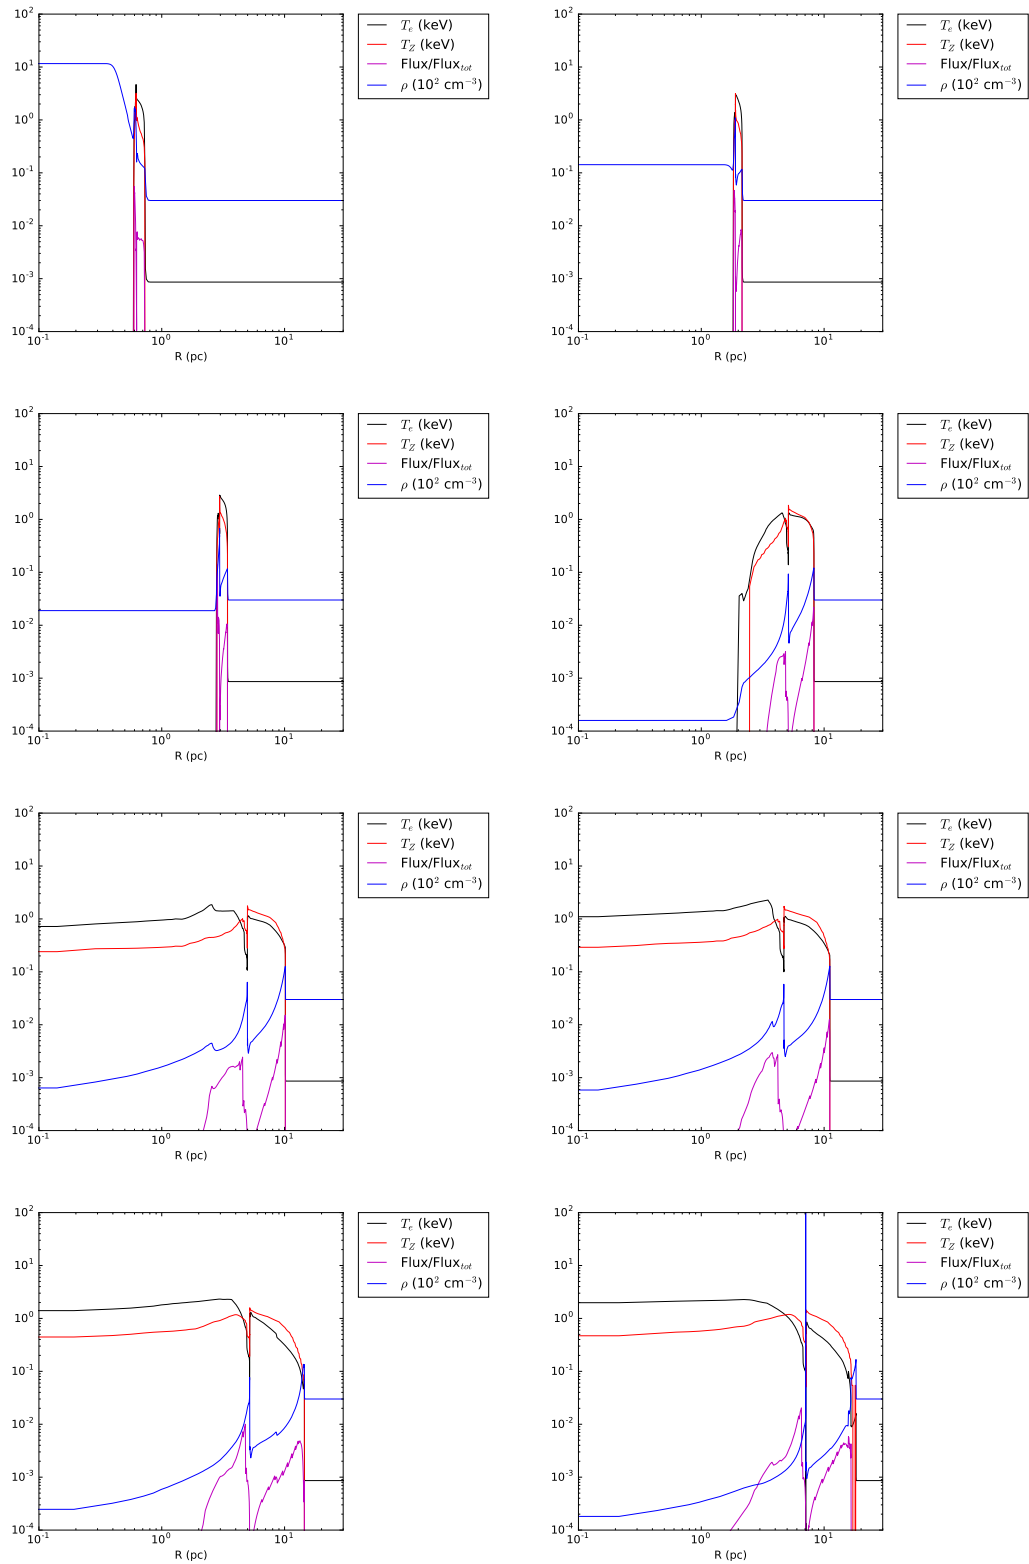 10² 10¹ 10⁰ 10⁻¹ 10⁻² 10⁻³ 10⁻⁴
10⁻¹ 10⁰ 10¹
R (pc)
T_e (keV)
T_Z (keV)
Flux/Flux_tot
ρ (10² cm⁻³)
10² 10¹ 10⁰ 10⁻¹ 10⁻² 10⁻³ 10⁻⁴
10⁻¹ 10⁰ 10¹
R (pc)
T_e (keV)
T_Z (keV)
Flux/Flux_tot
ρ (10² cm⁻³)
10² 10¹ 10⁰ 10⁻¹ 10⁻² 10⁻³ 10⁻⁴
10⁻¹ 10⁰ 10¹
R (pc)
T_e (keV)
T_Z (keV)
Flux/Flux_tot
ρ (10² cm⁻³)
10² 10¹ 10⁰ 10⁻¹ 10⁻² 10⁻³ 10⁻⁴
10⁻¹ 10⁰ 10¹
R (pc)
T_e (keV)
T_Z (keV)
Flux/Flux_tot
ρ (10² cm⁻³)
10² 10¹ 10⁰ 10⁻¹ 10⁻² 10⁻³ 10⁻⁴
10⁻¹ 10⁰ 10¹
R (pc)
T_e (keV)
T_Z (keV)
Flux/Flux_tot
ρ (10² cm⁻³)
10² 10¹ 10⁰ 10⁻¹ 10⁻² 10⁻³ 10⁻⁴
10⁻¹ 10⁰ 10¹
R (pc)
T_e (keV)
T_Z (keV)
Flux/Flux_tot
ρ (10² cm⁻³)
10² 10¹ 10⁰ 10⁻¹ 10⁻² 10⁻³ 10⁻⁴
10⁻¹ 10⁰ 10¹
R (pc)
T_e (keV)
T_Z (keV)
Flux/Flux_tot
ρ (10² cm⁻³)
10² 10¹ 10⁰ 10⁻¹ 10⁻² 10⁻³ 10⁻⁴
10⁻¹ 10⁰ 10¹
R (pc)
T_e (keV)
T_Z (keV)
Flux/Flux_tot
ρ (10² cm⁻³)